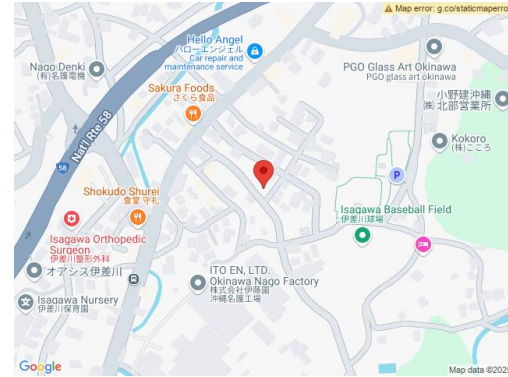 Map error: g.co/staticmaperro
Hello Angel
ハローエンジェル
Car repair and
maintenance service
Nago Denki
(有)名護電機
PGO Glass Art Okinawa
PGO glass art okinawa
Sakura Foods
さくら食品
小野建沖縄
(株) 北部営業所
Nat'l Rte 58
Kokoro
(株)こころ
58
P
Shokudo Shurei
食堂 守礼
Isagawa Baseball Field
伊差川球場
Isagawa Orthopedic
Surgeon
伊差川整形外科
オアシス伊差川
ITO EN, LTD.
Okinawa Nago Factory
株式会社伊藤園
沖縄名護工場
Isagawa Nursery
伊差川保育園
Google
Map data ©2025